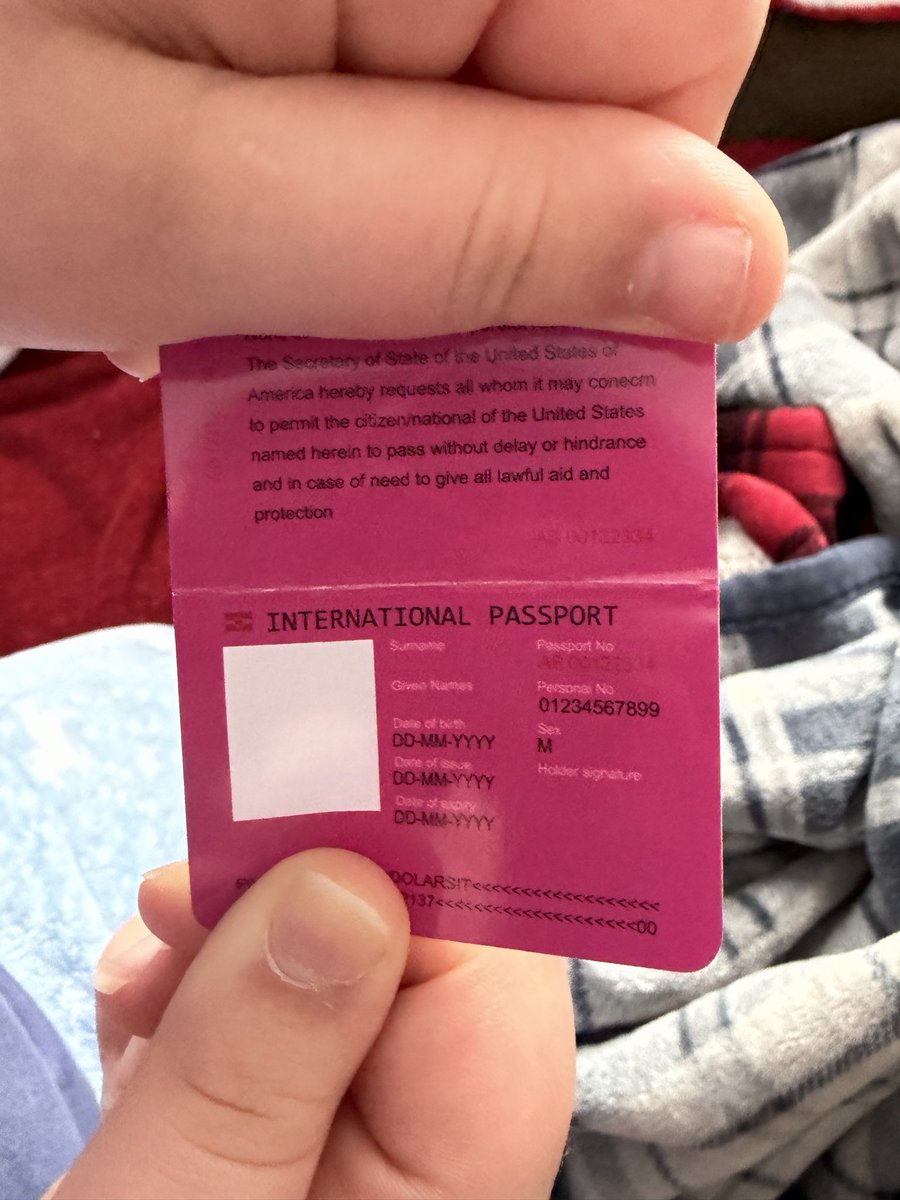 The Secretary of State of the United States of
America hereby requests all whom it may conecrn
to permit the citizen/national of the United States
named herein to pass without delay or hindrance
and in case of need to give all lawful aid and
protection
AB 00122334
INTERNATIONAL PASSPORT
Surname
Passport No
AB 00122334
Given Names
Personal No
01234567899
Date of birth
DD-MM-YYYY
Sex
M
Date of issue
DD-MM-YYYY
Holder signature
Date of expiry
DD-MM-YYYY
DOLARSIT<<<<<<<<<<<<<<<<<<<<
137<<<<<<<<<<<<<<<<<<<<00